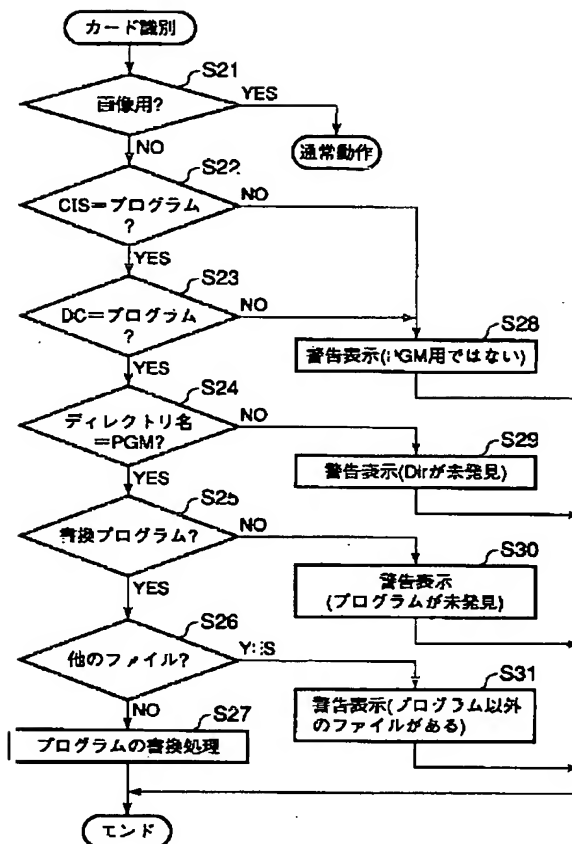 カード識別
S21
画像用?
YES
NO
通常動作
S22
CIS=プログラム
?
NO
YES
S23
DC=プログラム
?
NO
YES
S28
警告表示(PGM用ではない)
S24
ディレクトリ名
=PGM?
NO
YES
S29
警告表示(Dirが未発見)
S25
書換プログラム?
NO
YES
S30
警告表示
(プログラムが未発見)
S26
他のファイル?
YES
NO
S31
警告表示(プログラム以外
のファイルがある)
S27
プログラムの書換処理
エンド